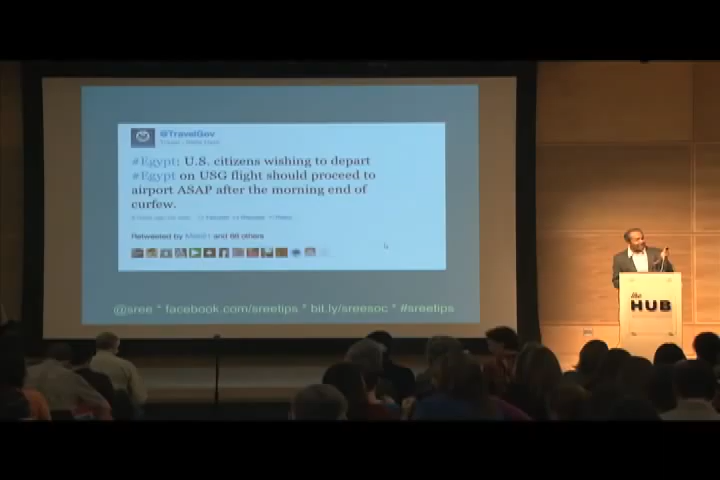 @TravelGov
#Egypt: U.S. citizens wishing to depart
#Egypt on USG flight should proceed to
airport ASAP after the morning end of
curfew.
Retweeted by and 66 others
@sree * facebook.com/sreetips * bit.ly/sreesoc * #sreetips
the
HUB